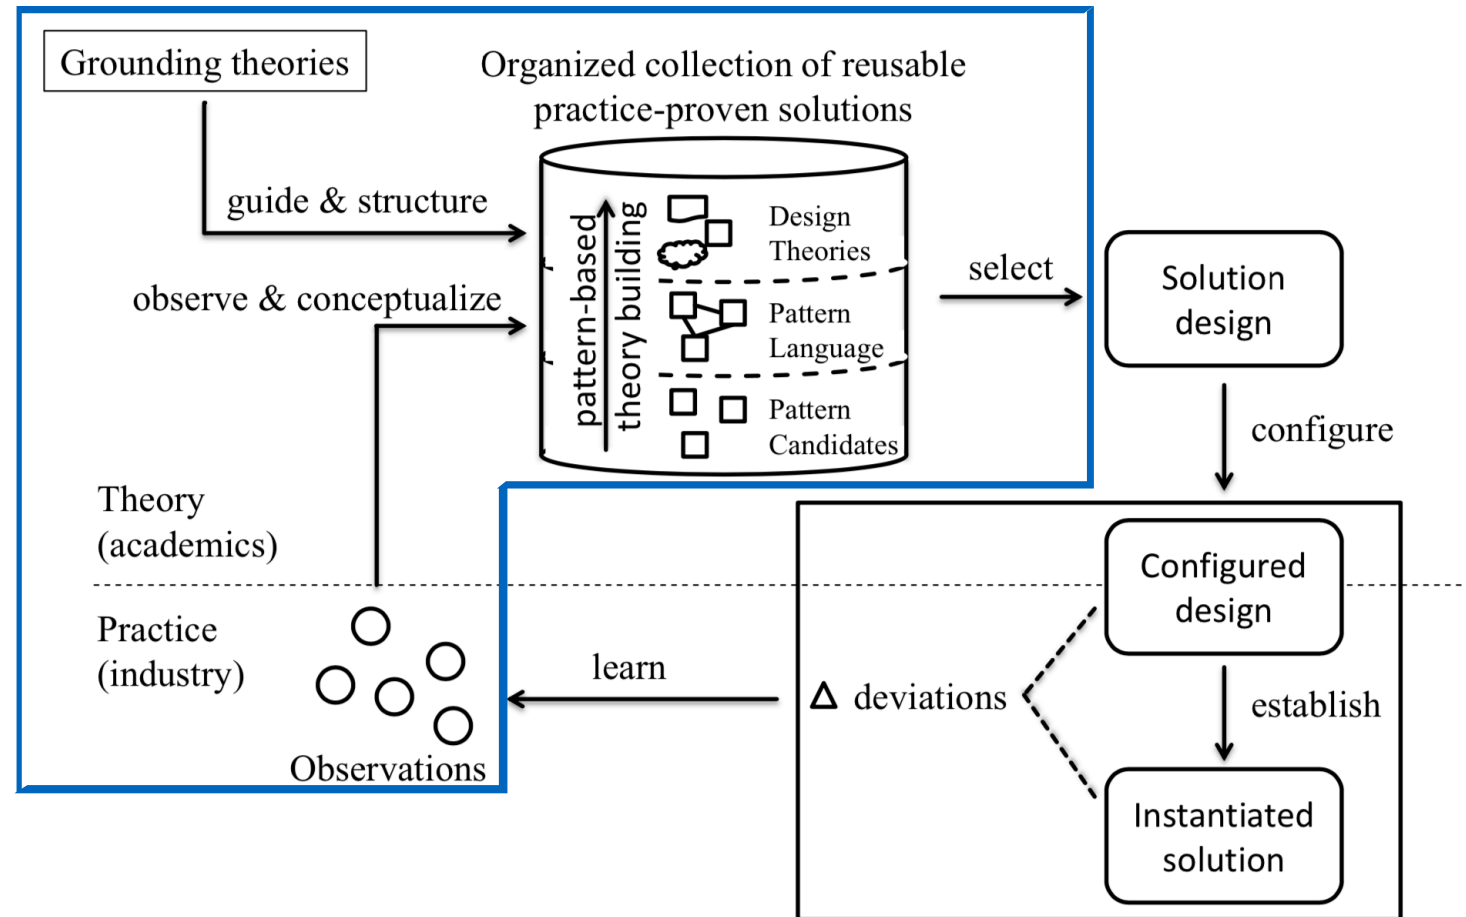 Grounding theories
Organized collection of reusable
practice-proven solutions
guide & structure
observe & conceptualize
pattern-based
theory building
Design
Theories
Pattern
Language
Pattern
Candidates
select
Solution
design
configure
Theory
(academics)
Practice
(industry)
Observations
learn
Δ deviations
Configured
design
establish
Instantiated
solution